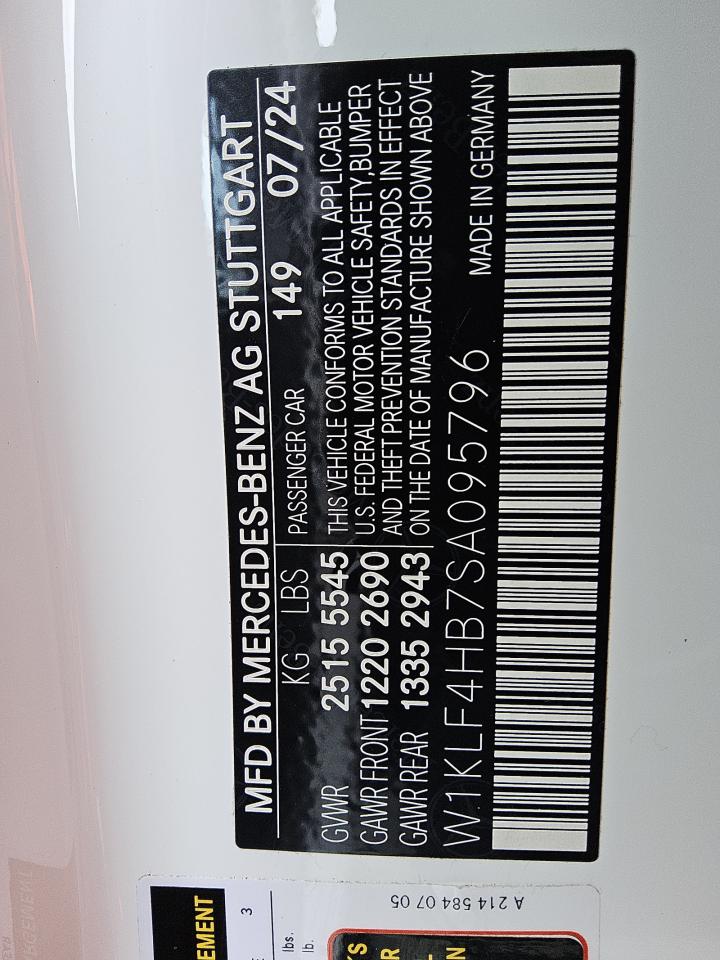 MFD BY MERCEDES-BENZ AG STUTTGART
KG LBS PASSENGER CAR 149 07/24
GVWR 2515 5545 THIS VEHICLE CONFORMS TO ALL APPLICABLE
GAWR FRONT 1220 2690 U.S. FEDERAL MOTOR VEHICLE SAFETY,BUMPER
GAWR REAR 1335 2943 AND THEFT PREVENTION STANDARDS IN EFFECT
ON THE DATE OF MANUFACTURE SHOWN ABOVE
W1KLF4HB7SA095796 MADE IN GERMANY
EMENT
3
lbs.
lb.
A 214 584 07 05